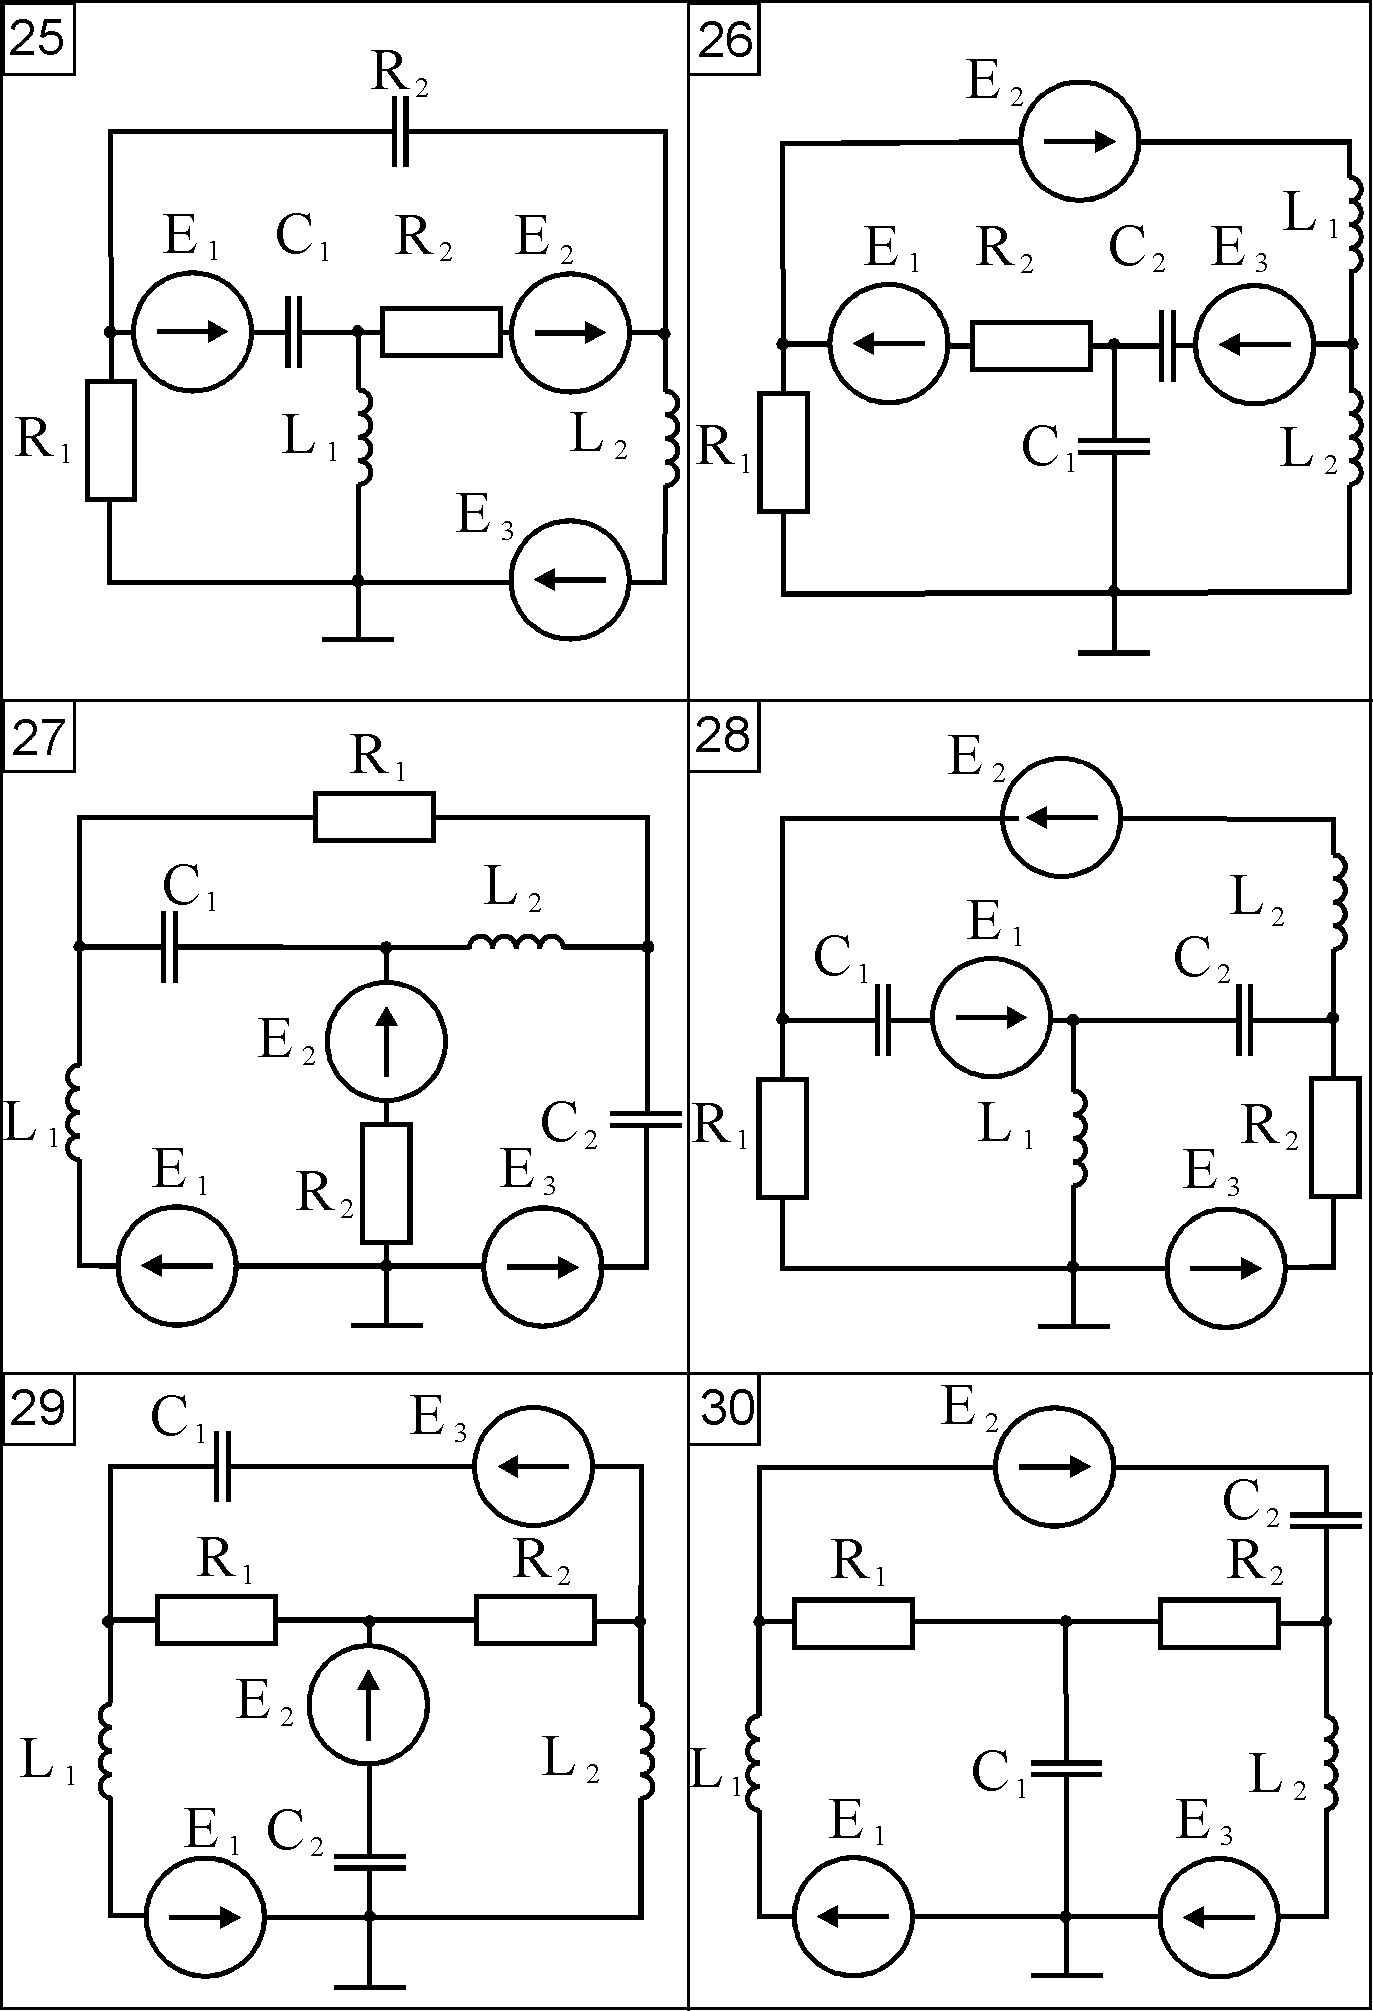 25
R2
E1 C1 R2 E2
R1 L1 L2
E3
26
E2
L1
E1 R2 C2 E3
R1 C1 L2
27
R1
C1 L2
E2
L1 C2
E1 R2 E3
28
E2
L2
E1
C1 C2
R1 L1 R2
E3
29
C1 E3
R1 R2
E2
L1 L2
E1 C2
30
E2
C2
R1 R2
L1 C1 L2
E1 E3